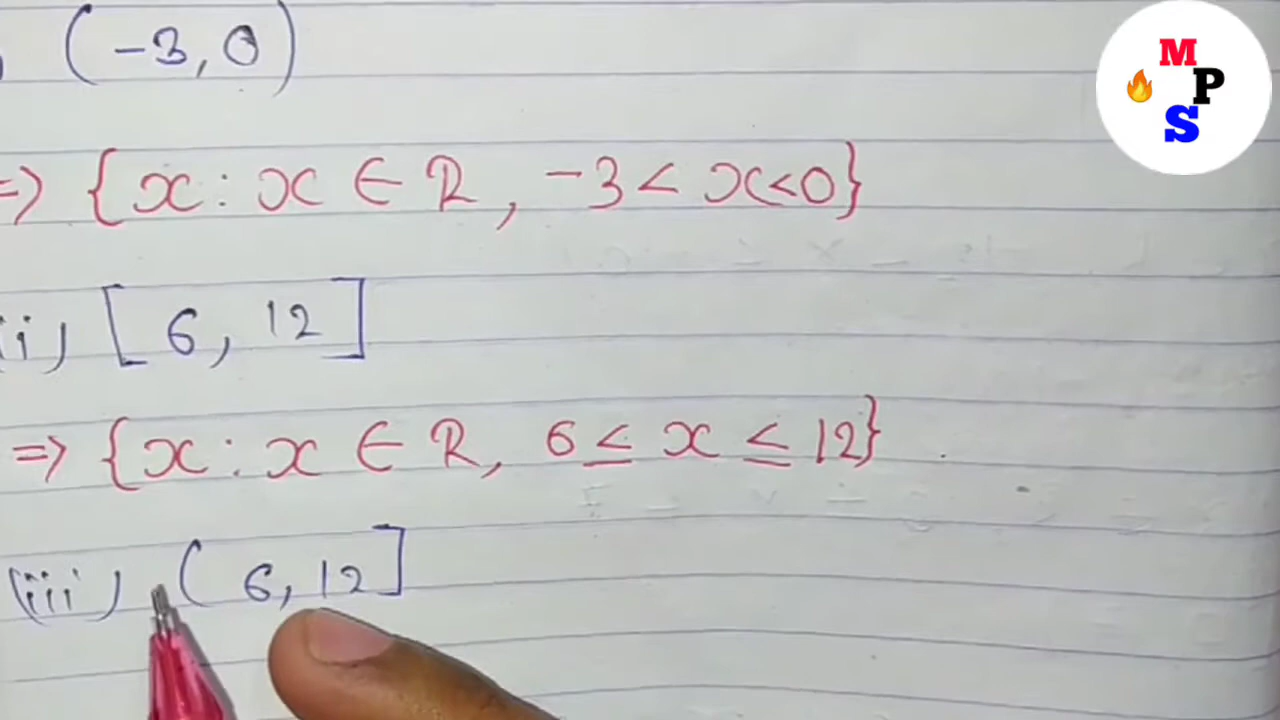 (-3, 0)
=> {x : x ∈ R, -3 < x < 0}
ii) [6, 12]
=> {x : x ∈ R, 6 ≤ x ≤ 12}
(iii) (6, 12]
M
P
S